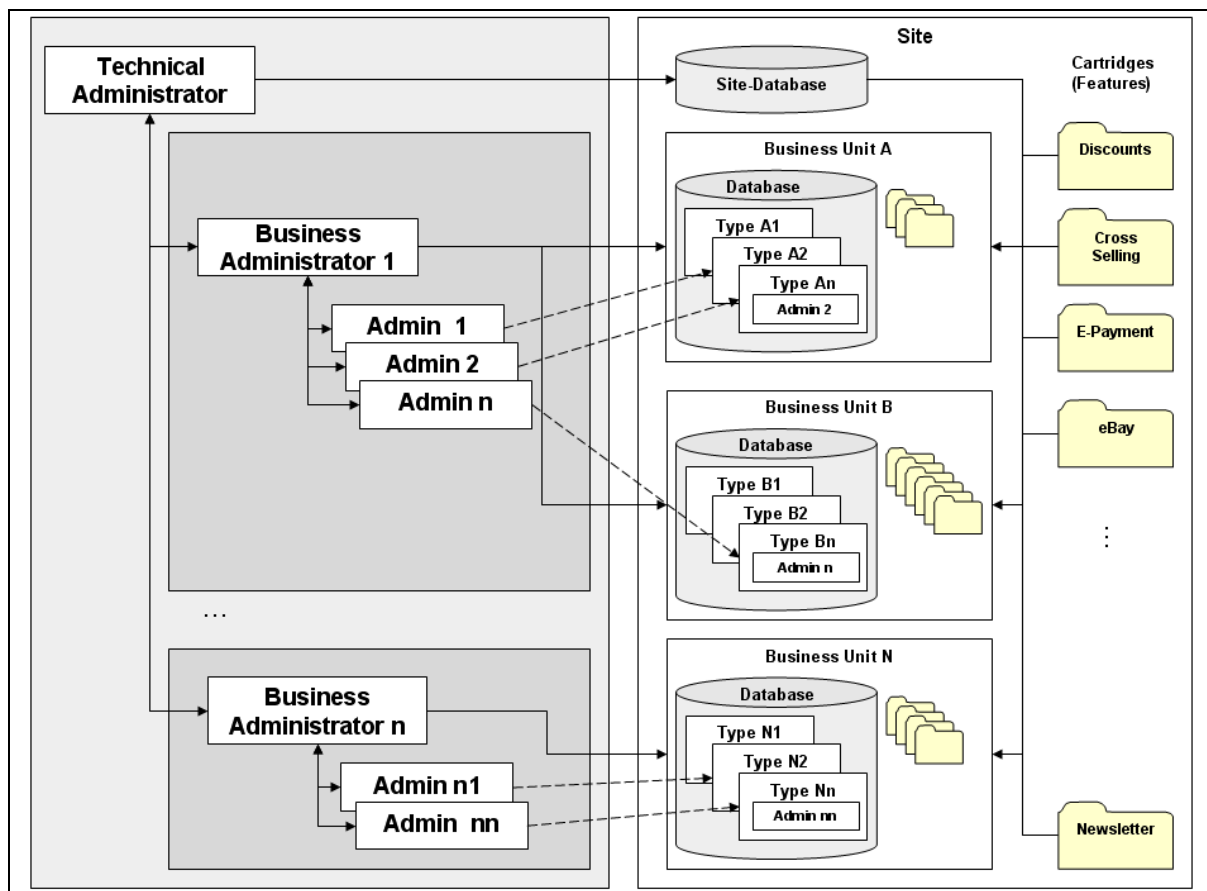 Technical
Administrator
Business
Administrator 1
Admin 1
Admin 2
Admin n
...
Business
Administrator n
Admin n1
Admin nn
Site
Site-Database
Business Unit A
Database
Type A1
Type A2
Type An
Admin 2
Business Unit B
Database
Type B1
Type B2
Type Bn
Admin n
Business Unit N
Database
Type N1
Type N2
Type Nn
Admin nn
Cartridges
(Features)
Discounts
Cross
Selling
E-Payment
eBay
⋮
Newsletter